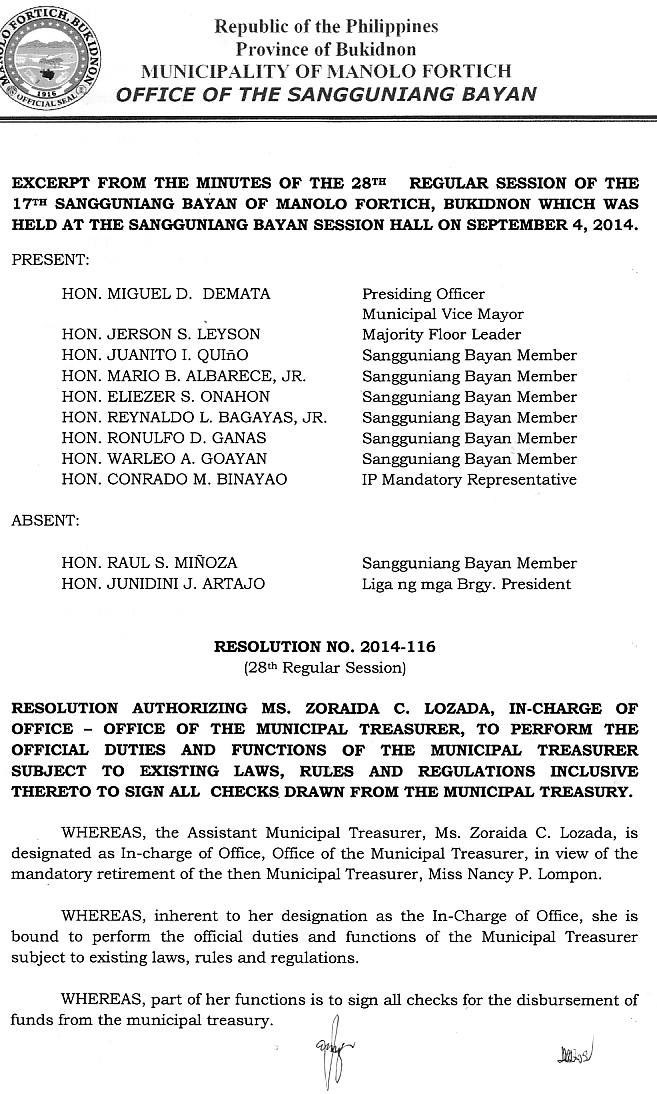 MANOLO FORTICH, BUKIDNON
1916
OFFICIAL SEAL
Republic of the Philippines
Province of Bukidnon
MUNICIPALITY OF MANOLO FORTICH
OFFICE OF THE SANGGUNIANG BAYAN
EXCERPT FROM THE MINUTES OF THE 28TH REGULAR SESSION OF THE
17TH SANGGUNIANG BAYAN OF MANOLO FORTICH, BUKIDNON WHICH WAS
HELD AT THE SANGGUNIANG BAYAN SESSION HALL ON SEPTEMBER 4, 2014.
PRESENT:
HON. MIGUEL D. DEMATA Presiding Officer
Municipal Vice Mayor
HON. JERSON S. LEYSON Majority Floor Leader
HON. JUANITO I. QUIñO Sangguniang Bayan Member
HON. MARIO B. ALBARECE, JR. Sangguniang Bayan Member
HON. ELIEZER S. ONAHON Sangguniang Bayan Member
HON. REYNALDO L. BAGAYAS, JR. Sangguniang Bayan Member
HON. RONULFO D. GANAS Sangguniang Bayan Member
HON. WARLEO A. GOAYAN Sangguniang Bayan Member
HON. CONRADO M. BINAYAO IP Mandatory Representative
ABSENT:
HON. RAUL S. MIÑOZA Sangguniang Bayan Member
HON. JUNIDINI J. ARTAJO Liga ng mga Brgy. President
RESOLUTION NO. 2014-116
(28th Regular Session)
RESOLUTION AUTHORIZING MS. ZORAIDA C. LOZADA, IN-CHARGE OF
OFFICE – OFFICE OF THE MUNICIPAL TREASURER, TO PERFORM THE
OFFICIAL DUTIES AND FUNCTIONS OF THE MUNICIPAL TREASURER
SUBJECT TO EXISTING LAWS, RULES AND REGULATIONS INCLUSIVE
THERETO TO SIGN ALL CHECKS DRAWN FROM THE MUNICIPAL TREASURY.
WHEREAS, the Assistant Municipal Treasurer, Ms. Zoraida C. Lozada, is
designated as In-charge of Office, Office of the Municipal Treasurer, in view of the
mandatory retirement of the then Municipal Treasurer, Miss Nancy P. Lompon.
WHEREAS, inherent to her designation as the In-Charge of Office, she is
bound to perform the official duties and functions of the Municipal Treasurer
subject to existing laws, rules and regulations.
WHEREAS, part of her functions is to sign all checks for the disbursement of
funds from the municipal treasury.